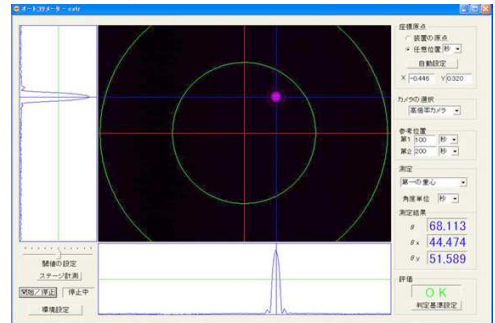 オートコリメーター - extr
座標原点
装置の原点
任意位置 秒
自動設定
X -0.446 Y 0.320
カメラの選択
高倍率カメラ
参考位置
第1 100 秒
第2 200 秒
測定
第一の重心
角度単位 秒
測定結果
θ 68.113
θx 44.474
θy 51.589
評価
OK
判定基準設定
閾値の設定
ステージ計測
開始／停止 停止中
環境設定